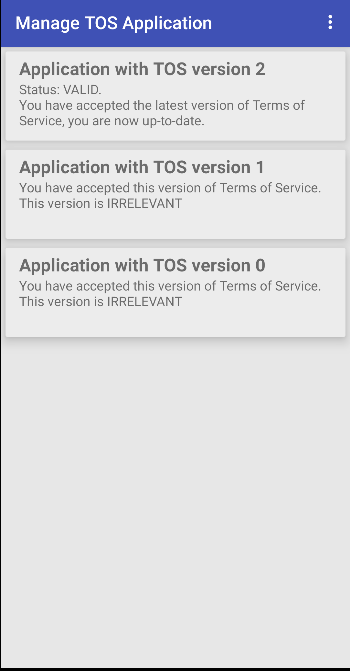 Manage TOS Application
Application with TOS version 2
Status: VALID.
You have accepted the latest version of Terms of
Service, you are now up-to-date.
Application with TOS version 1
You have accepted this version of Terms of Service.
This version is IRRELEVANT
Application with TOS version 0
You have accepted this version of Terms of Service.
This version is IRRELEVANT